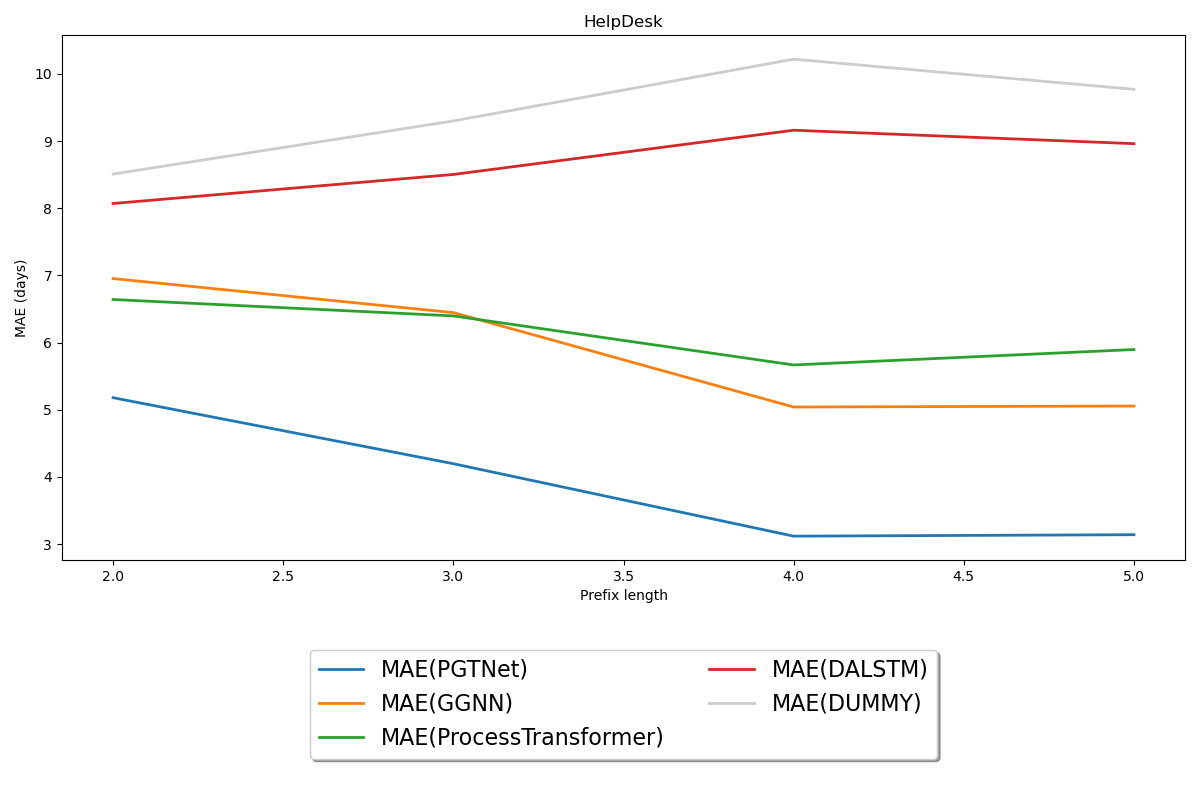 HelpDesk
10
9
8
7
6
5
4
3
MAE (days)
2.0 2.5 3.0 3.5 4.0 4.5 5.0
Prefix length
MAE(PGTNet)
MAE(GGNN)
MAE(ProcessTransformer)
MAE(DALSTM)
MAE(DUMMY)